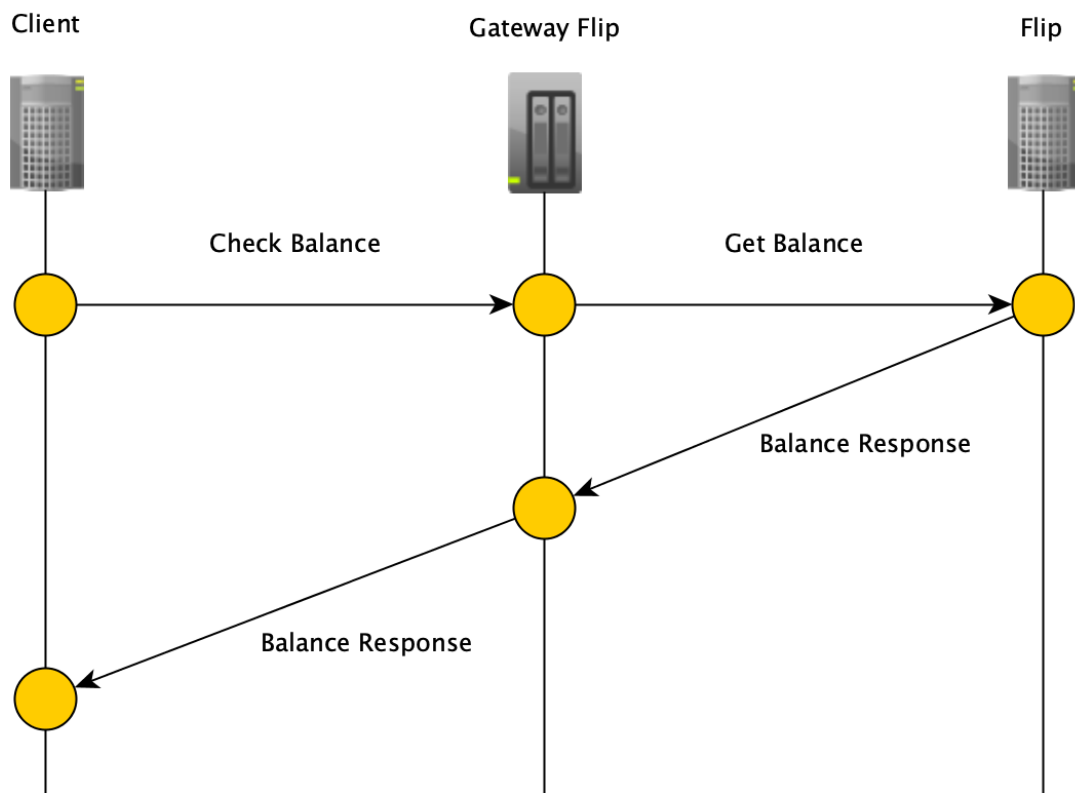 Client
Gateway Flip
Flip
Check Balance
Get Balance
Balance Response
Balance Response